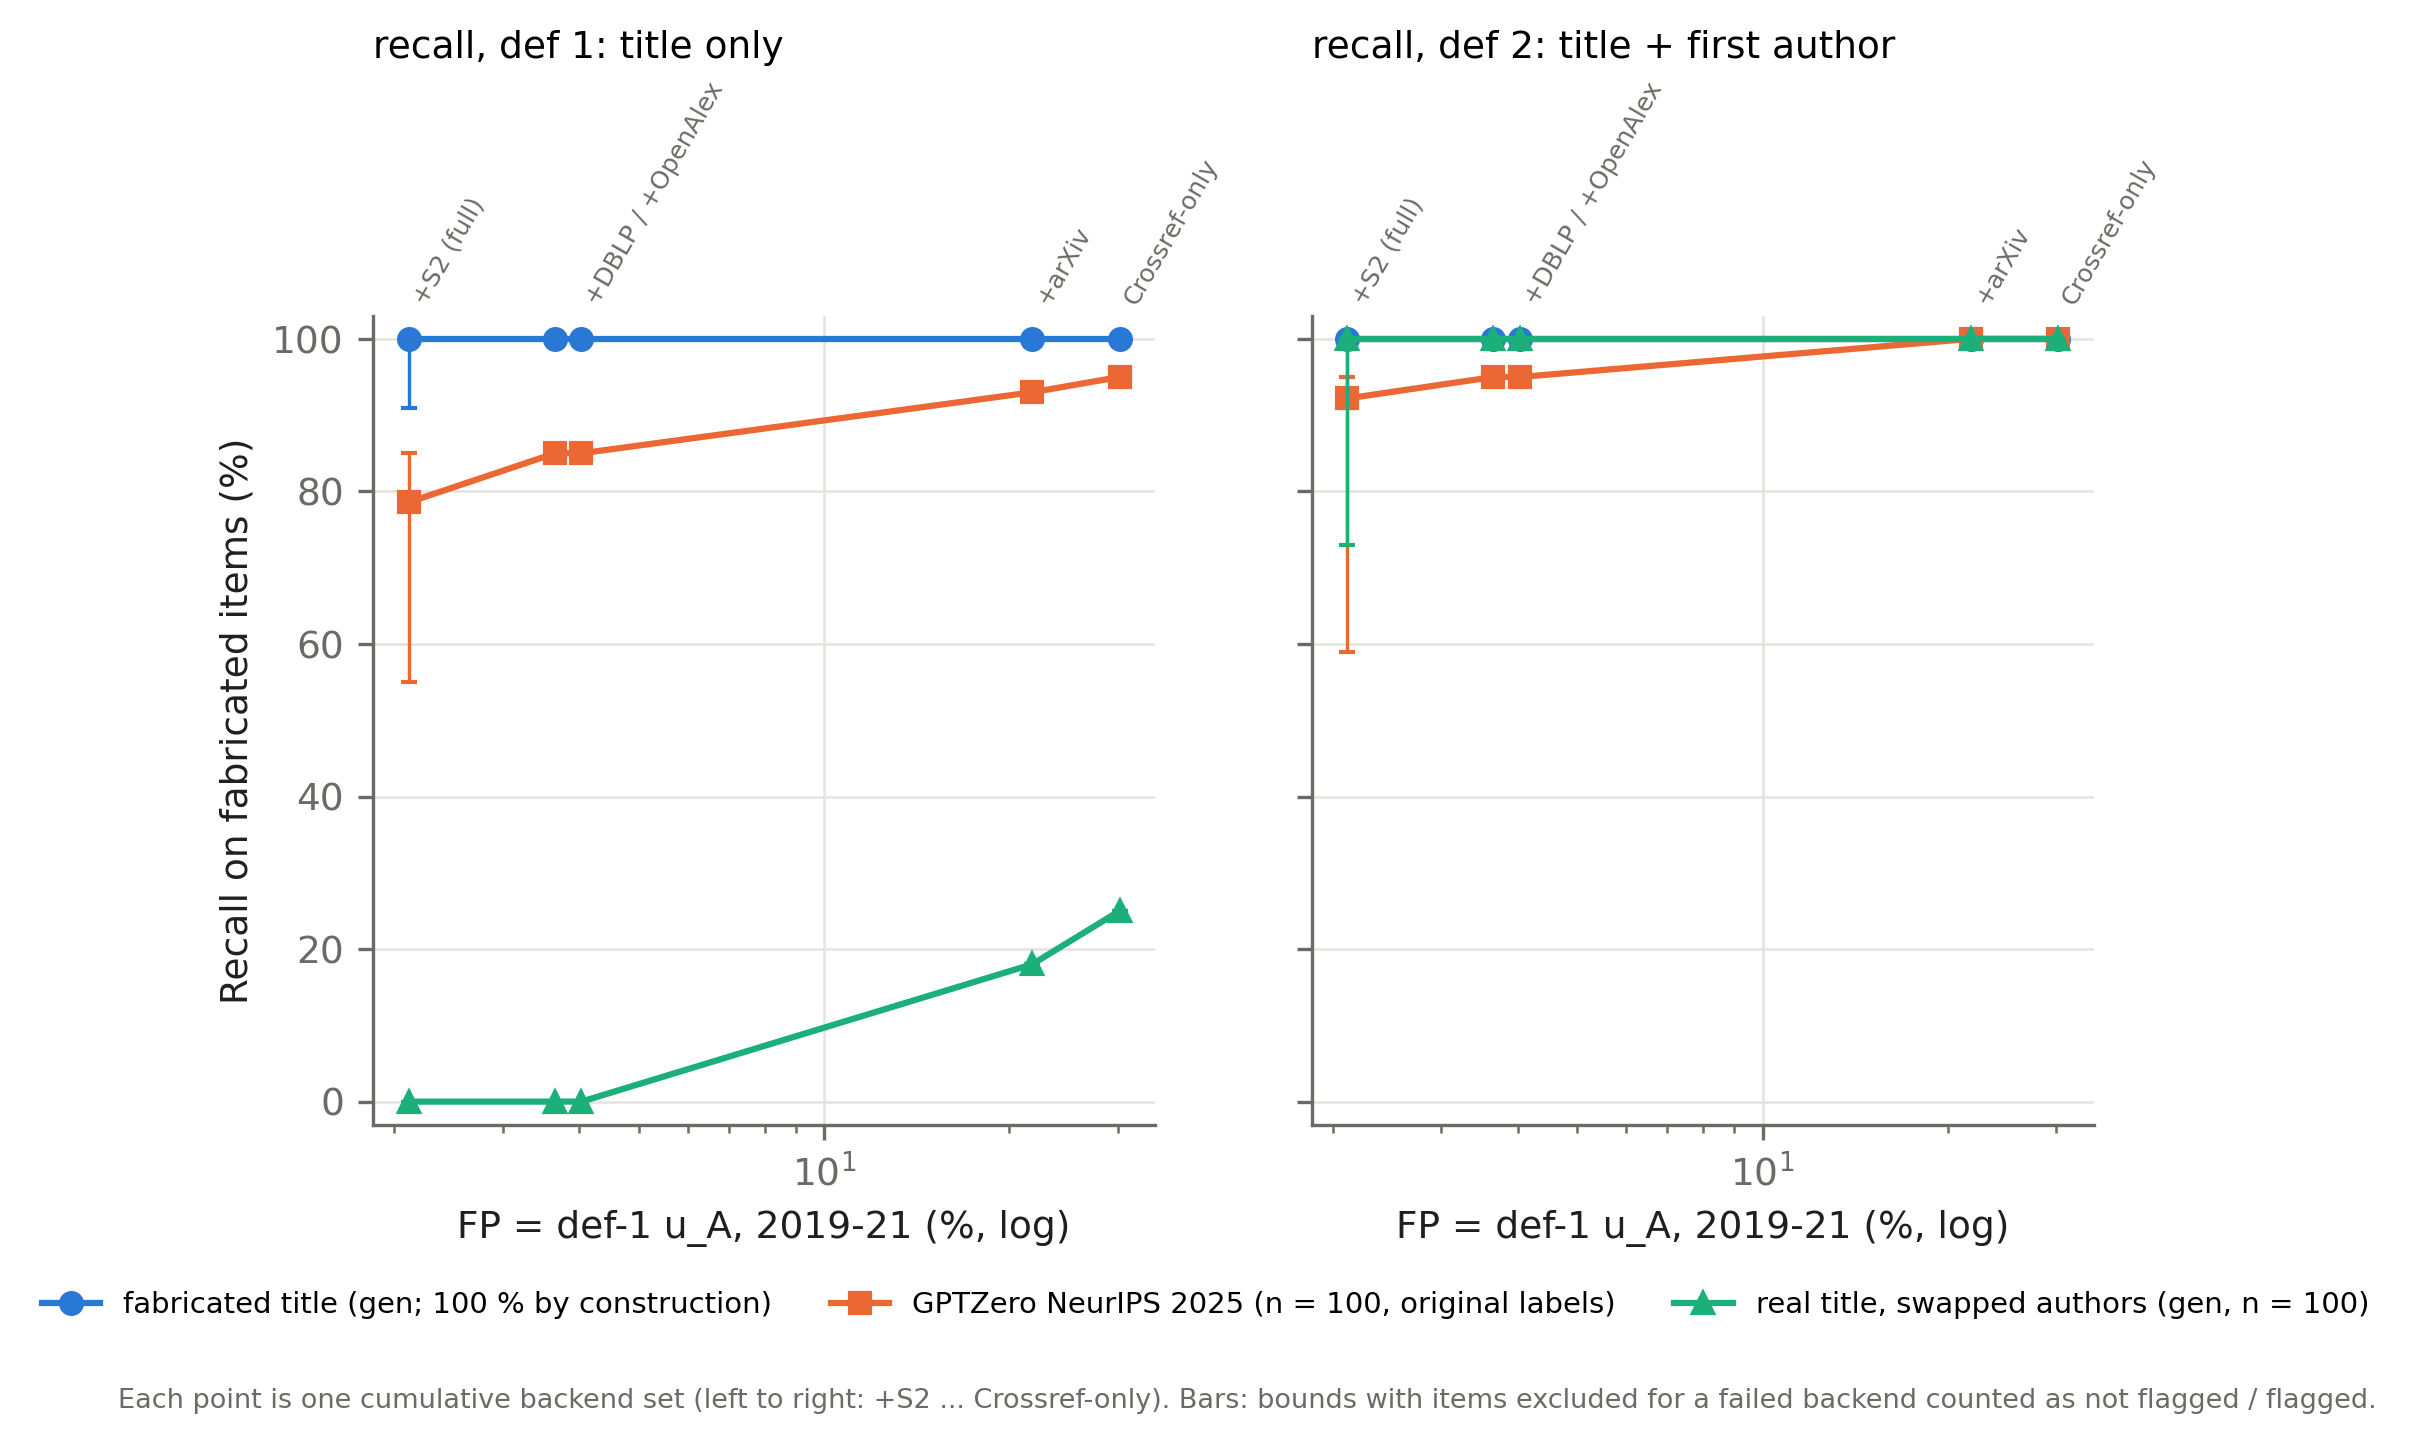 recall, def 1: title only
recall, def 2: title + first author
+S2 (full)
+DBLP / +OpenAlex
+arXiv
Crossref-only
+S2 (full)
+DBLP / +OpenAlex
+arXiv
Crossref-only
Recall on fabricated items (%)
100
80
60
40
20
0
10¹
10¹
FP = def-1 u_A, 2019-21 (%, log)
FP = def-1 u_A, 2019-21 (%, log)
fabricated title (gen; 100 % by construction)
GPTZero NeurIPS 2025 (n = 100, original labels)
real title, swapped authors (gen, n = 100)
Each point is one cumulative backend set (left to right: +S2 ... Crossref-only). Bars: bounds with items excluded for a failed backend counted as not flagged / flagged.